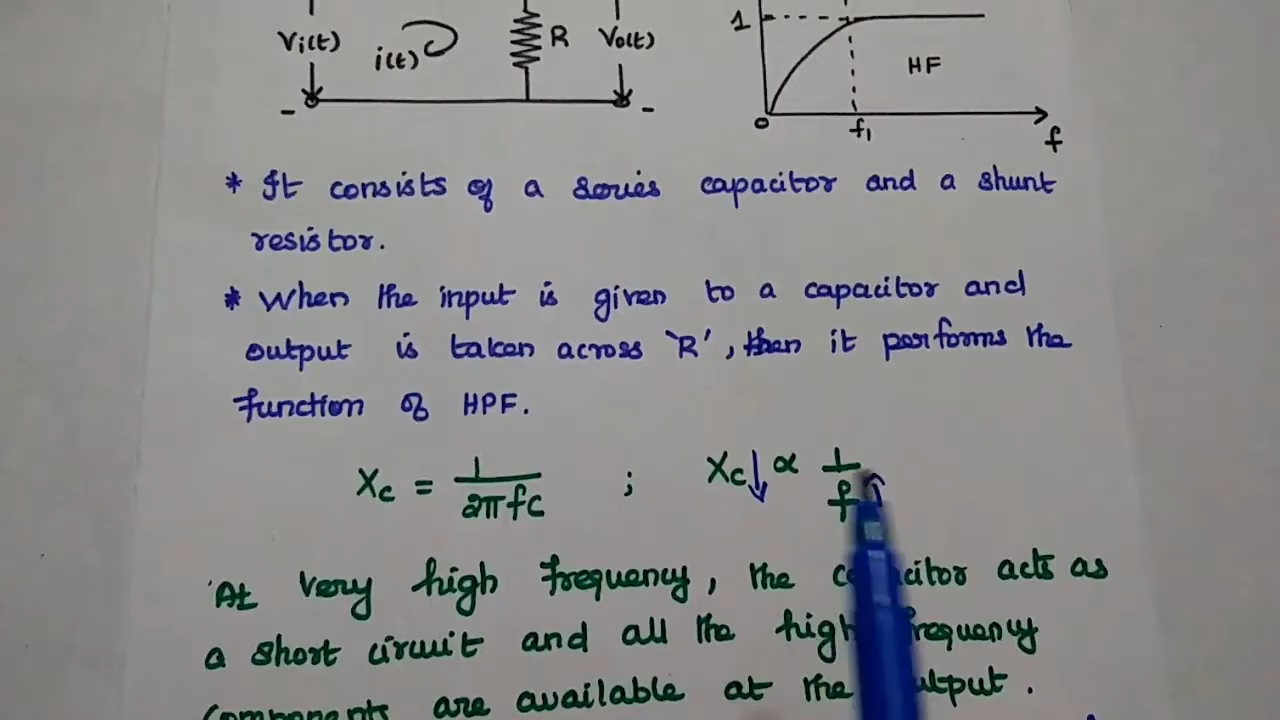 Vi(t) i(t) R Vo(t)
- -
1
HF
0 f1 f
* It consists of a series capacitor and a shunt
resistor.
* When the input is given to a capacitor and
output is taken across 'R', then it performs the
function of HPF.
Xc = 1/2πfC ; Xc↓ ∝ 1/f↑
At very high frequency, the capacitor acts as
a short circuit and all the high frequency
components are available at the output.